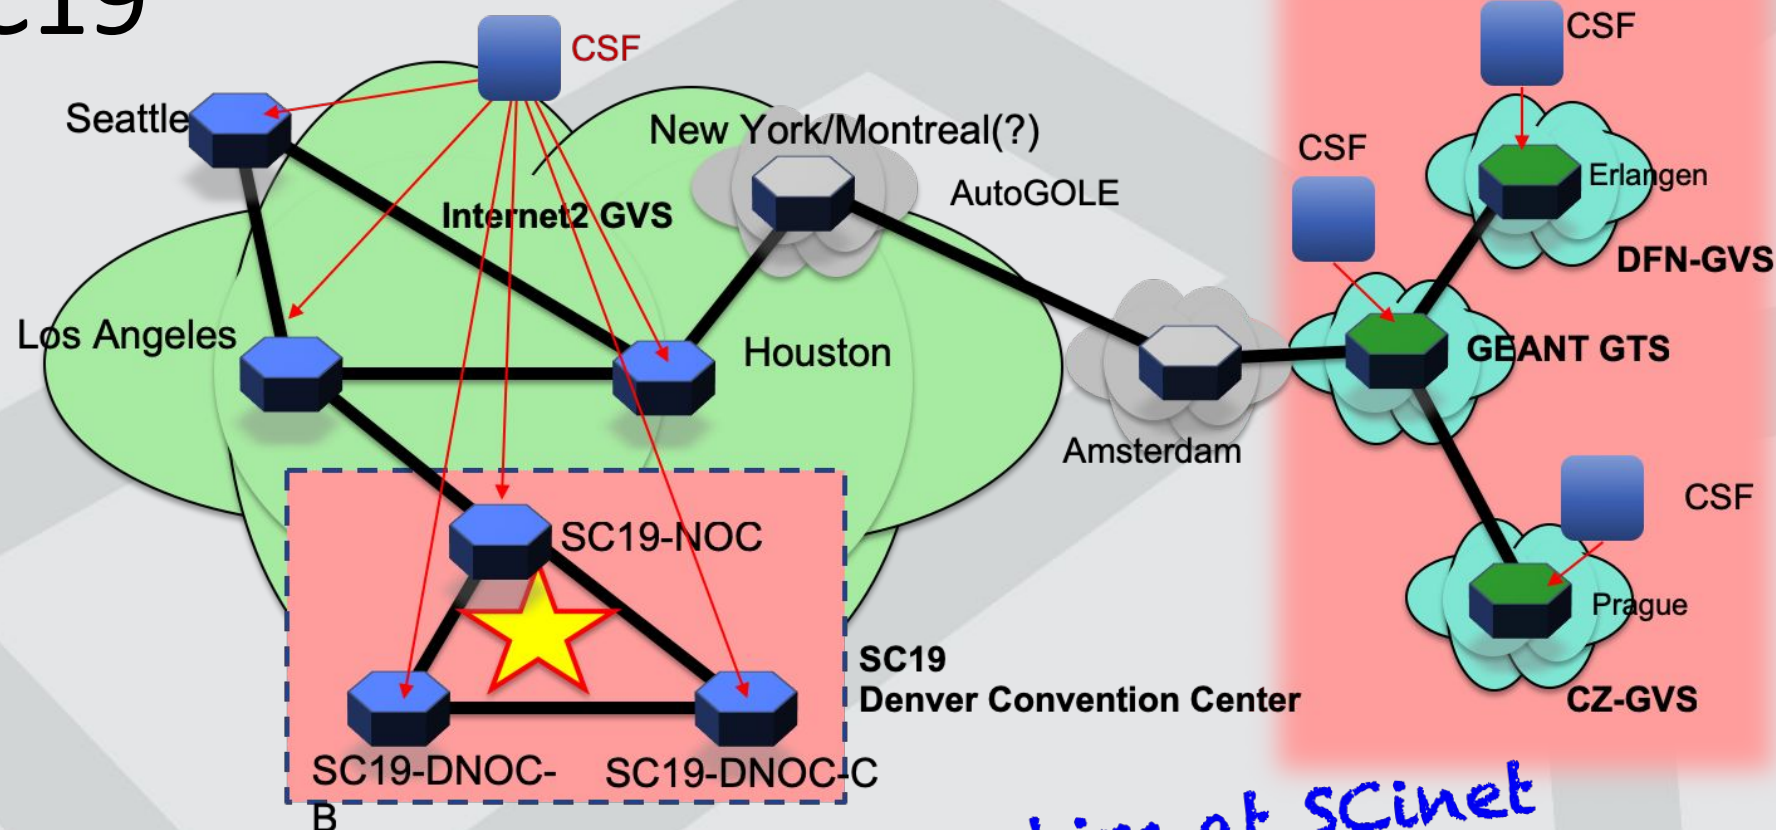 CSF
CSF
Seattle
New York/Montreal(?)
CSF
AutoGOLE
Erlangen
Internet2 GVS
DFN-GVS
Los Angeles
Houston
GEANT GTS
Amsterdam
CSF
SC19-NOC
Prague
SC19
Denver Convention Center
CZ-GVS
SC19-DNOC-
B
SC19-DNOC-C
at SCinet